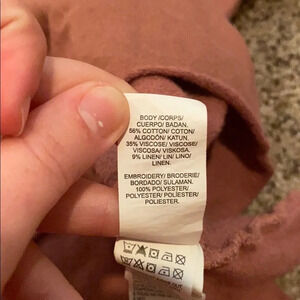 BODY /CORPS/
CUERPO/ BADAN.
56% COTTON/ COTON/
ALGODÓN/ KATUN.
35% VISCOSE/ VISCOSE/
VISCOSA/ VISKOSA.
9% LINEN/ LIN/ LINO/
LINEN.
EMBROIDERY/ BRODERIE/
BORDADO/ SULAMAN.
100% POLYESTER/
POLYESTER/ POLIÉSTER/
POLIESTER.